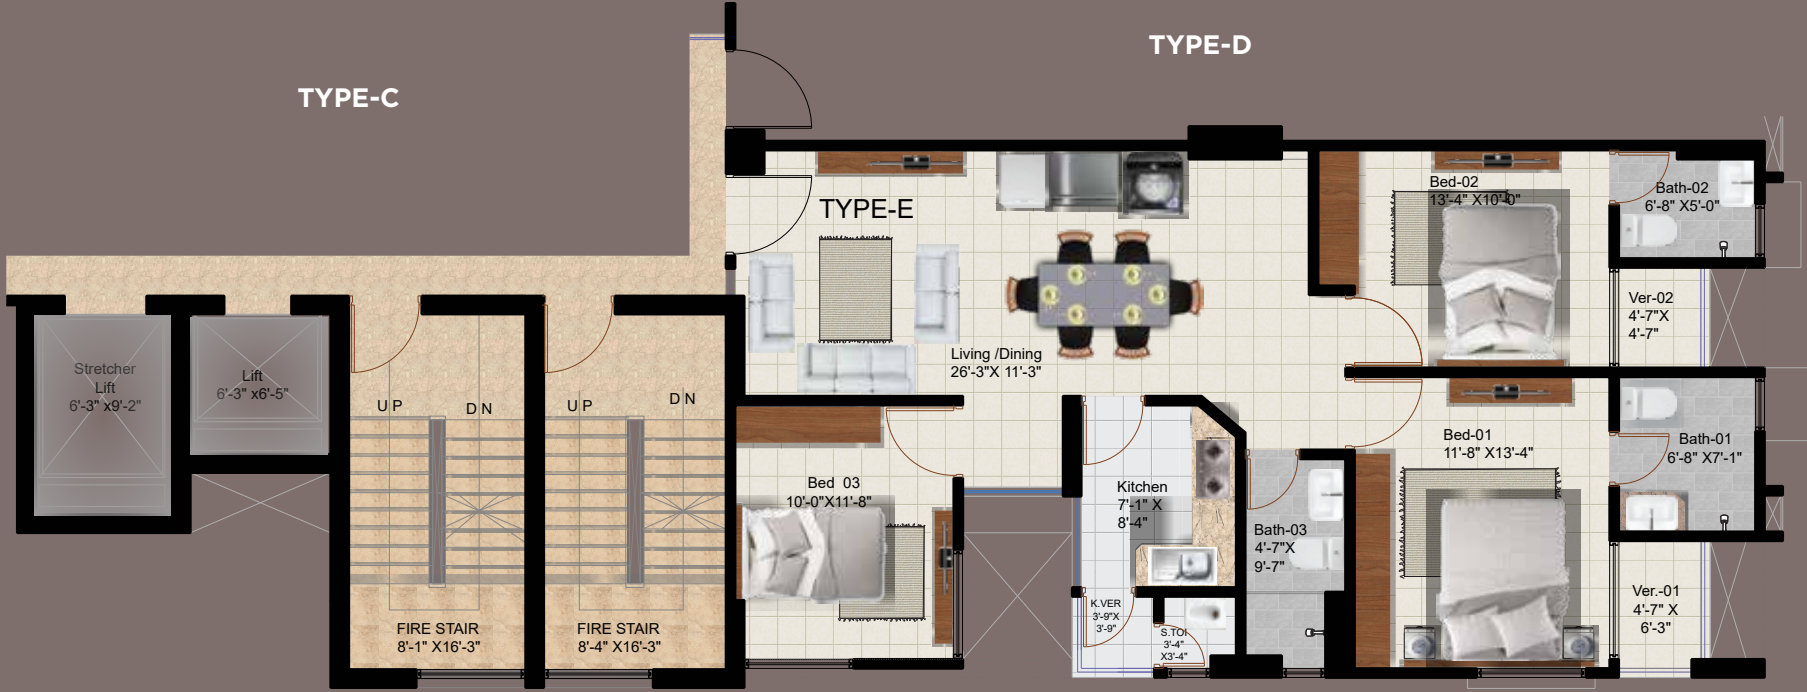 TYPE-D
TYPE-C
TYPE-E
Bed-02
13'-4" X10'-0"
Bath-02
6'-8" X5'-0"
Ver-02
4'-7"X
4'-7"
Living /Dining
26'-3"X 11'-3"
Stretcher
Lift
6'-3" x9'-2"
Lift
6'-3" x6'-5"
UP
DN
UP
DN
Bed-01
11'-8" X13'-4"
Bath-01
6'-8" X7'-1"
Bed 03
10'-0"X11'-8"
Kitchen
7'-1" X
8'-4"
Bath-03
4'-7"X
9'-7"
Ver.-01
4'-7" X
6'-3"
K.VER
3'-9"X
3'-9"
S.TOI
3'-4"
X3'-4"
FIRE STAIR
8'-1" X16'-3"
FIRE STAIR
8'-4" X16'-3"